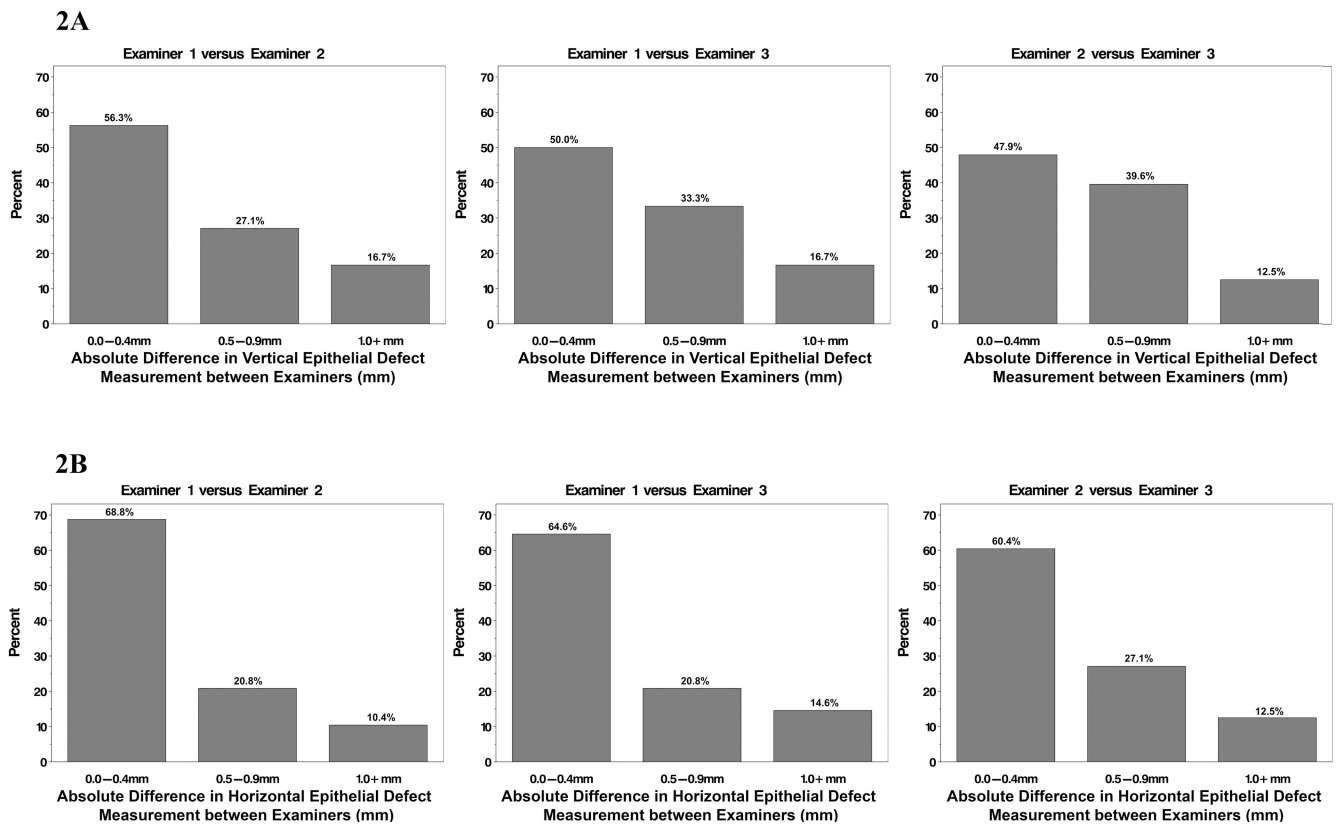 2A
Examiner 1 versus Examiner 2
Percent
70
60
50
40
30
20
10
0
56.3%
27.1%
16.7%
0.0–0.4mm
0.5–0.9mm
1.0+ mm
Absolute Difference in Vertical Epithelial Defect
Measurement between Examiners (mm)
Examiner 1 versus Examiner 3
Percent
70
60
50
40
30
20
10
0
50.0%
33.3%
16.7%
0.0–0.4mm
0.5–0.9mm
1.0+ mm
Absolute Difference in Vertical Epithelial Defect
Measurement between Examiners (mm)
Examiner 2 versus Examiner 3
Percent
70
60
50
40
30
20
10
0
47.9%
39.6%
12.5%
0.0–0.4mm
0.5–0.9mm
1.0+ mm
Absolute Difference in Vertical Epithelial Defect
Measurement between Examiners (mm)
2B
Examiner 1 versus Examiner 2
Percent
70
60
50
40
30
20
10
0
68.8%
20.8%
10.4%
0.0–0.4mm
0.5–0.9mm
1.0+ mm
Absolute Difference in Horizontal Epithelial Defect
Measurement between Examiners (mm)
Examiner 1 versus Examiner 3
Percent
70
60
50
40
30
20
10
0
64.6%
20.8%
14.6%
0.0–0.4mm
0.5–0.9mm
1.0+ mm
Absolute Difference in Horizontal Epithelial Defect
Measurement between Examiners (mm)
Examiner 2 versus Examiner 3
Percent
70
60
50
40
30
20
10
0
60.4%
27.1%
12.5%
0.0–0.4mm
0.5–0.9mm
1.0+ mm
Absolute Difference in Horizontal Epithelial Defect
Measurement between Examiners (mm)